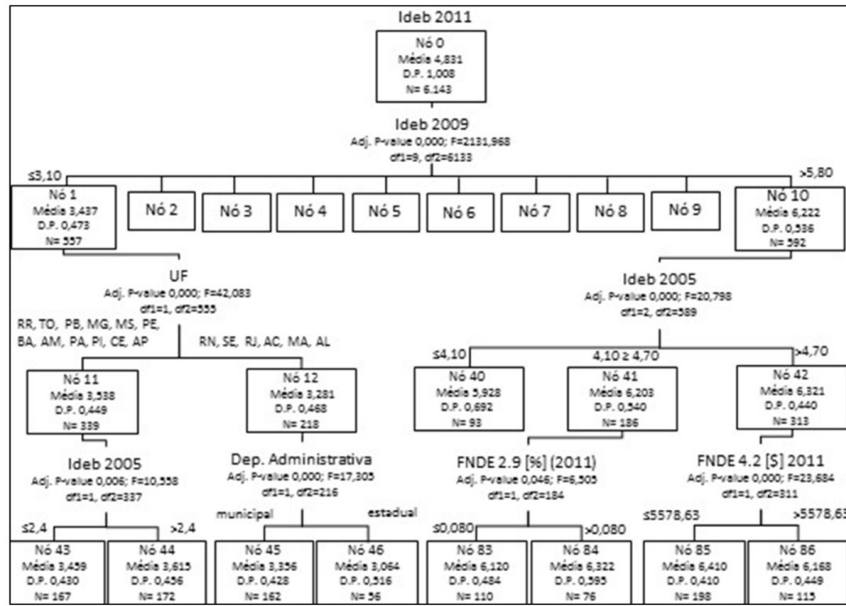 Ideb 2011
Nó 0
Média 4,831
D.P. 1,008
N= 6.143
Ideb 2009
Adj. P-value 0,000; F=2131,968
df1=9, df2=6133
≤3,10
>5,80
Nó 1
Média 3,437
D.P. 0,473
N= 557
Nó 2
Nó 3
Nó 4
Nó 5
Nó 6
Nó 7
Nó 8
Nó 9
Nó 10
Média 6,222
D.P. 0,536
N= 592
UF
Adj. P-value 0,000; F=42,083
df1=1, df2=555
RR, TO, PB, MG, MS, PE,
BA, AM, PA, PI, CE, AP
RN, SE, RJ, AC, MA, AL
Ideb 2005
Adj. P-value 0,000; F=20,798
df1=2, df2=589
≤4,10
4,10 ≥ 4,70
>4,70
Nó 11
Média 3,538
D.P. 0,449
N= 339
Nó 12
Média 3,281
D.P. 0,468
N= 218
Nó 40
Média 5,928
D.P. 0,692
N= 93
Nó 41
Média 6,203
D.P. 0,540
N= 186
Nó 42
Média 6,321
D.P. 0,440
N= 313
Ideb 2005
Adj. P-value 0,006; F=10,558
df1=1, df2=337
≤2,4
>2,4
Dep. Administrativa
Adj. P-value 0,000; F=17,305
df1=1, df2=216
municipal
estadual
FNDE 2.9 [%] (2011)
Adj. P-value 0,046; F=6,505
df1=1, df2=184
≤0,080
>0,080
FNDE 4.2 [$] 2011
Adj. P-value 0,000; F=23,684
df1=1, df2=311
≤5578,63
>5578,63
Nó 43
Média 3,459
D.P. 0,430
N= 167
Nó 44
Média 3,615
D.P. 0,456
N= 172
Nó 45
Média 3,356
D.P. 0,428
N= 162
Nó 46
Média 3,064
D.P. 0,516
N= 56
Nó 83
Média 6,120
D.P. 0,484
N= 110
Nó 84
Média 6,322
D.P. 0,595
N= 76
Nó 85
Média 6,410
D.P. 0,410
N= 198
Nó 86
Média 6,168
D.P. 0,449
N= 115